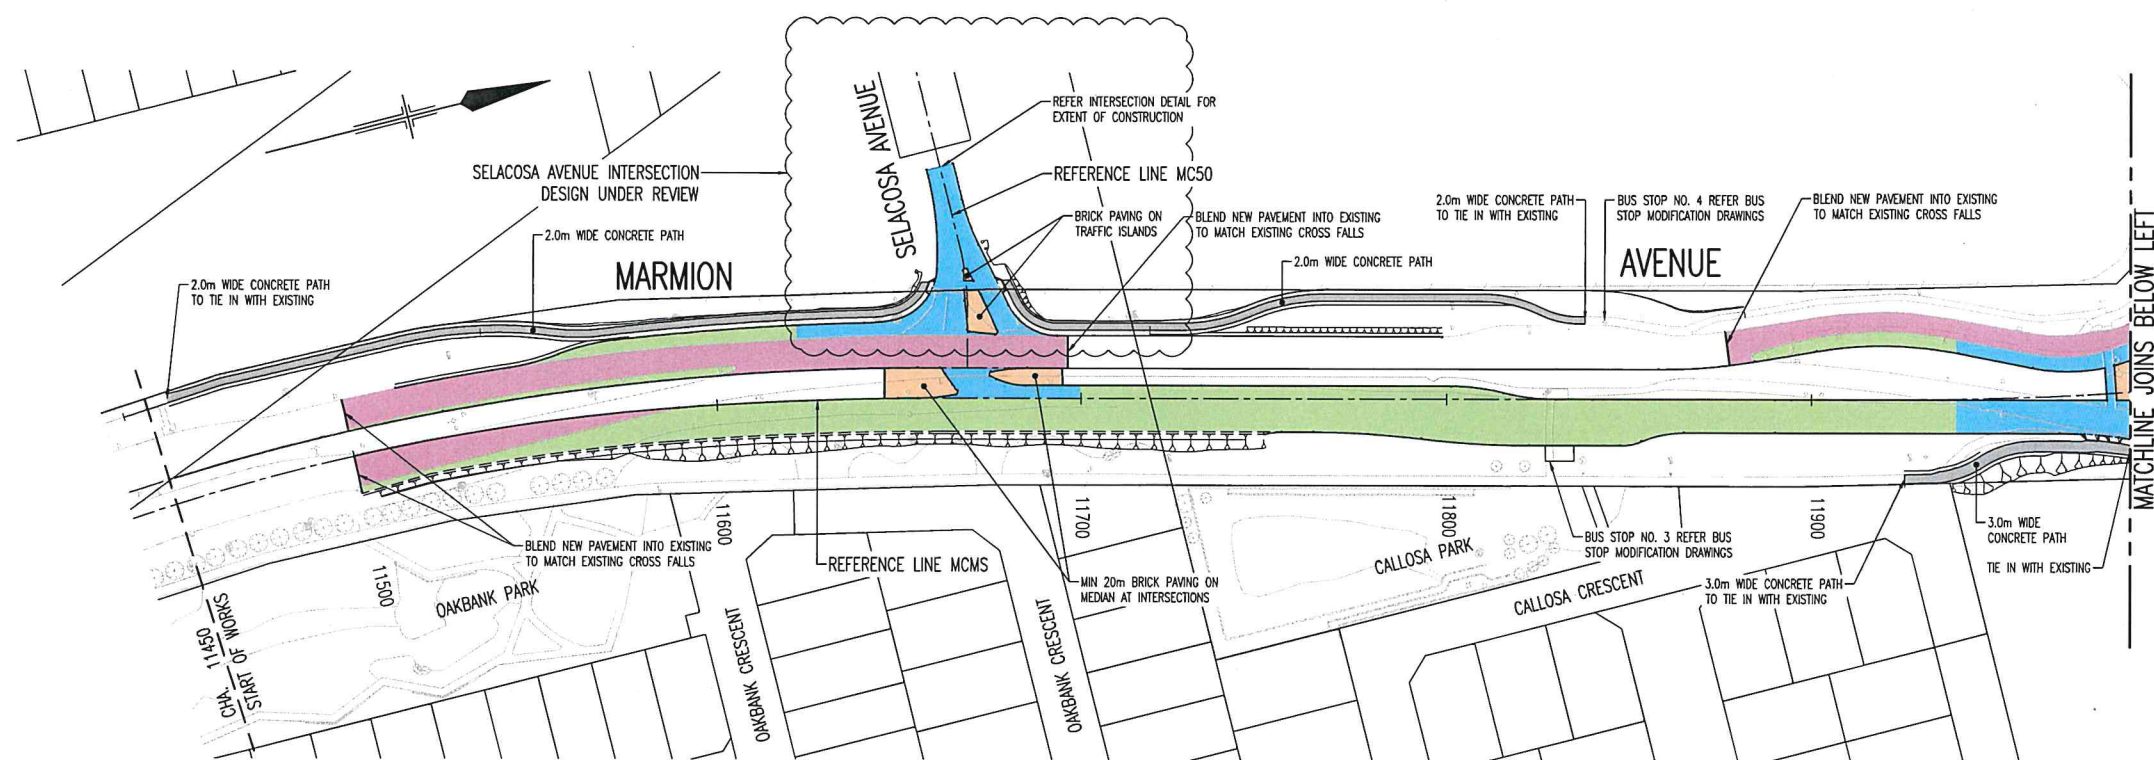 SELACOSA AVENUE
REFER INTERSECTION DETAIL FOR
EXTENT OF CONSTRUCTION
SELACOSA AVENUE INTERSECTION
DESIGN UNDER REVIEW
REFERENCE LINE MC50
BRICK PAVING ON
TRAFFIC ISLANDS
BLEND NEW PAVEMENT INTO EXISTING
TO MATCH EXISTING CROSS FALLS
2.0m WIDE CONCRETE PATH
TO TIE IN WITH EXISTING
BUS STOP NO. 4 REFER BUS
STOP MODIFICATION DRAWINGS
BLEND NEW PAVEMENT INTO EXISTING
TO MATCH EXISTING CROSS FALLS
2.0m WIDE CONCRETE PATH
MARMION
2.0m WIDE CONCRETE PATH
AVENUE
2.0m WIDE CONCRETE PATH
TO TIE IN WITH EXISTING
MATCHLINE JOINS BELOW LEFT
11500
11600
11700
11800
11900
BLEND NEW PAVEMENT INTO EXISTING
TO MATCH EXISTING CROSS FALLS
OAKBANK PARK
REFERENCE LINE MCMS
MIN 20m BRICK PAVING ON
MEDIAN AT INTERSECTIONS
CALLOSA PARK
BUS STOP NO. 3 REFER BUS
STOP MODIFICATION DRAWINGS
3.0m WIDE
CONCRETE PATH
TIE IN WITH EXISTING
3.0m WIDE CONCRETE PATH
TO TIE IN WITH EXISTING
CALLOSA CRESCENT
OAKBANK CRESCENT
OAKBANK CRESCENT
CHA. 11450
START OF WORKS